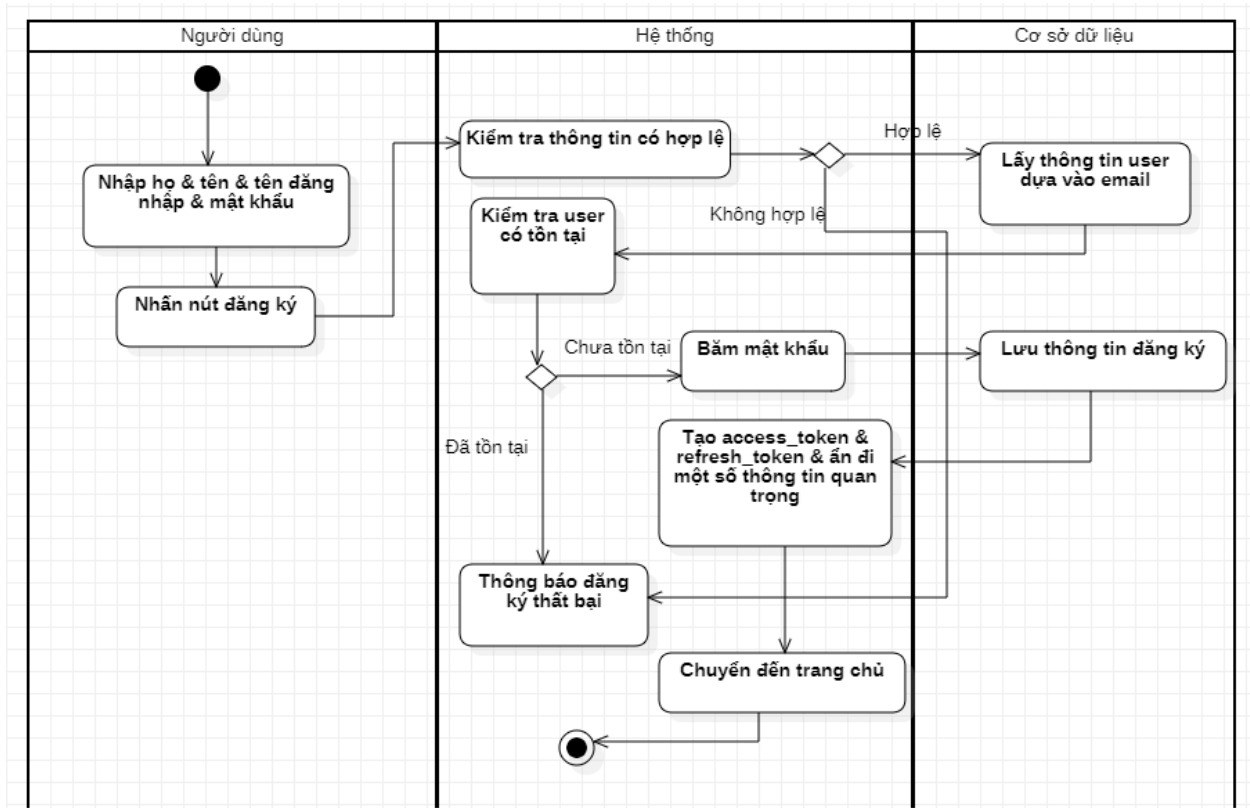 Người dùng
Hệ thống
Cơ sở dữ liệu
Nhập họ & tên & tên đăng
nhập & mật khẩu
Nhấn nút đăng ký
Kiểm tra thông tin có hợp lệ
Hợp lệ
Lấy thông tin user
dựa vào email
Không hợp lệ
Kiểm tra user
có tồn tại
Chưa tồn tại
Băm mật khẩu
Lưu thông tin đăng ký
Đã tồn tại
Tạo access_token &
refresh_token & ẩn đi
một số thông tin quan
trọng
Thông báo đăng
ký thất bại
Chuyển đến trang chủ